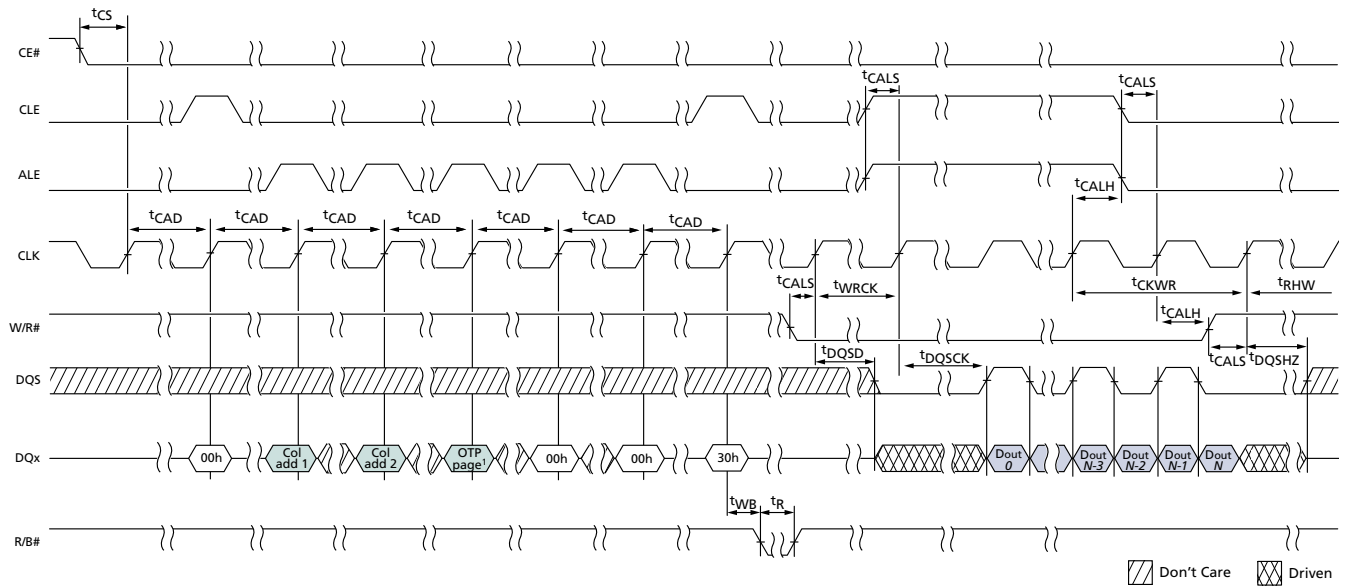 tCS
CE#
tCALS
tCALS
CLE
ALE
tCALH
tCAD
tCAD
tCAD
tCAD
tCAD
tCAD
tCAD
CLK
tCALS
tWRCK
tCKWR
tRHW
W/R#
tCALH
tDQSD
tDQSCK
tCALS
tDQSHZ
DQS
DQx
00h
Col add 1
Col add 2
OTP page1
00h
00h
30h
Dout 0
Dout N-3
Dout N-2
Dout N-1
Dout N
tWB
tR
R/B#
Don't Care
Driven